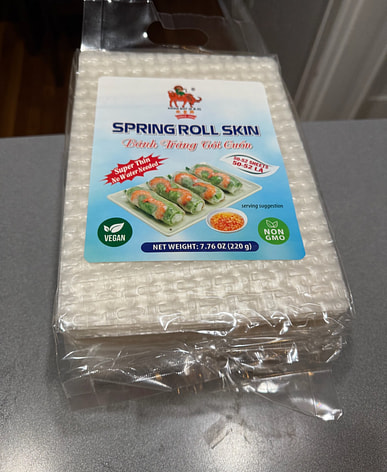 SPRING ROLL SKIN
Bánh Tráng Gỏi Cuốn
Super Thin
No Water Needed
50-52 SHEETS
50-52 LÁ
serving suggestion
VEGAN
NON
GMO
NET WEIGHT: 7.76 OZ (220 g)